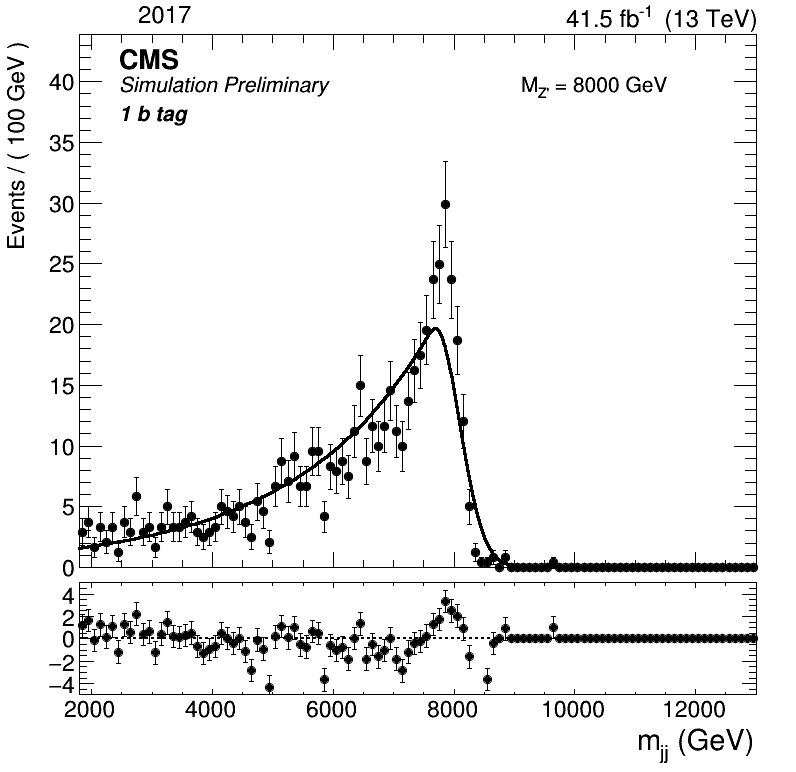 2017 41.5 fb⁻¹ (13 TeV)
CMS
Simulation Preliminary
1 b tag
M_Z' = 8000 GeV
Events / ( 100 GeV )
40
35
30
25
20
15
10
5
0
4
2
0
−2
−4
2000 4000 6000 8000 10000 12000
m_jj (GeV)